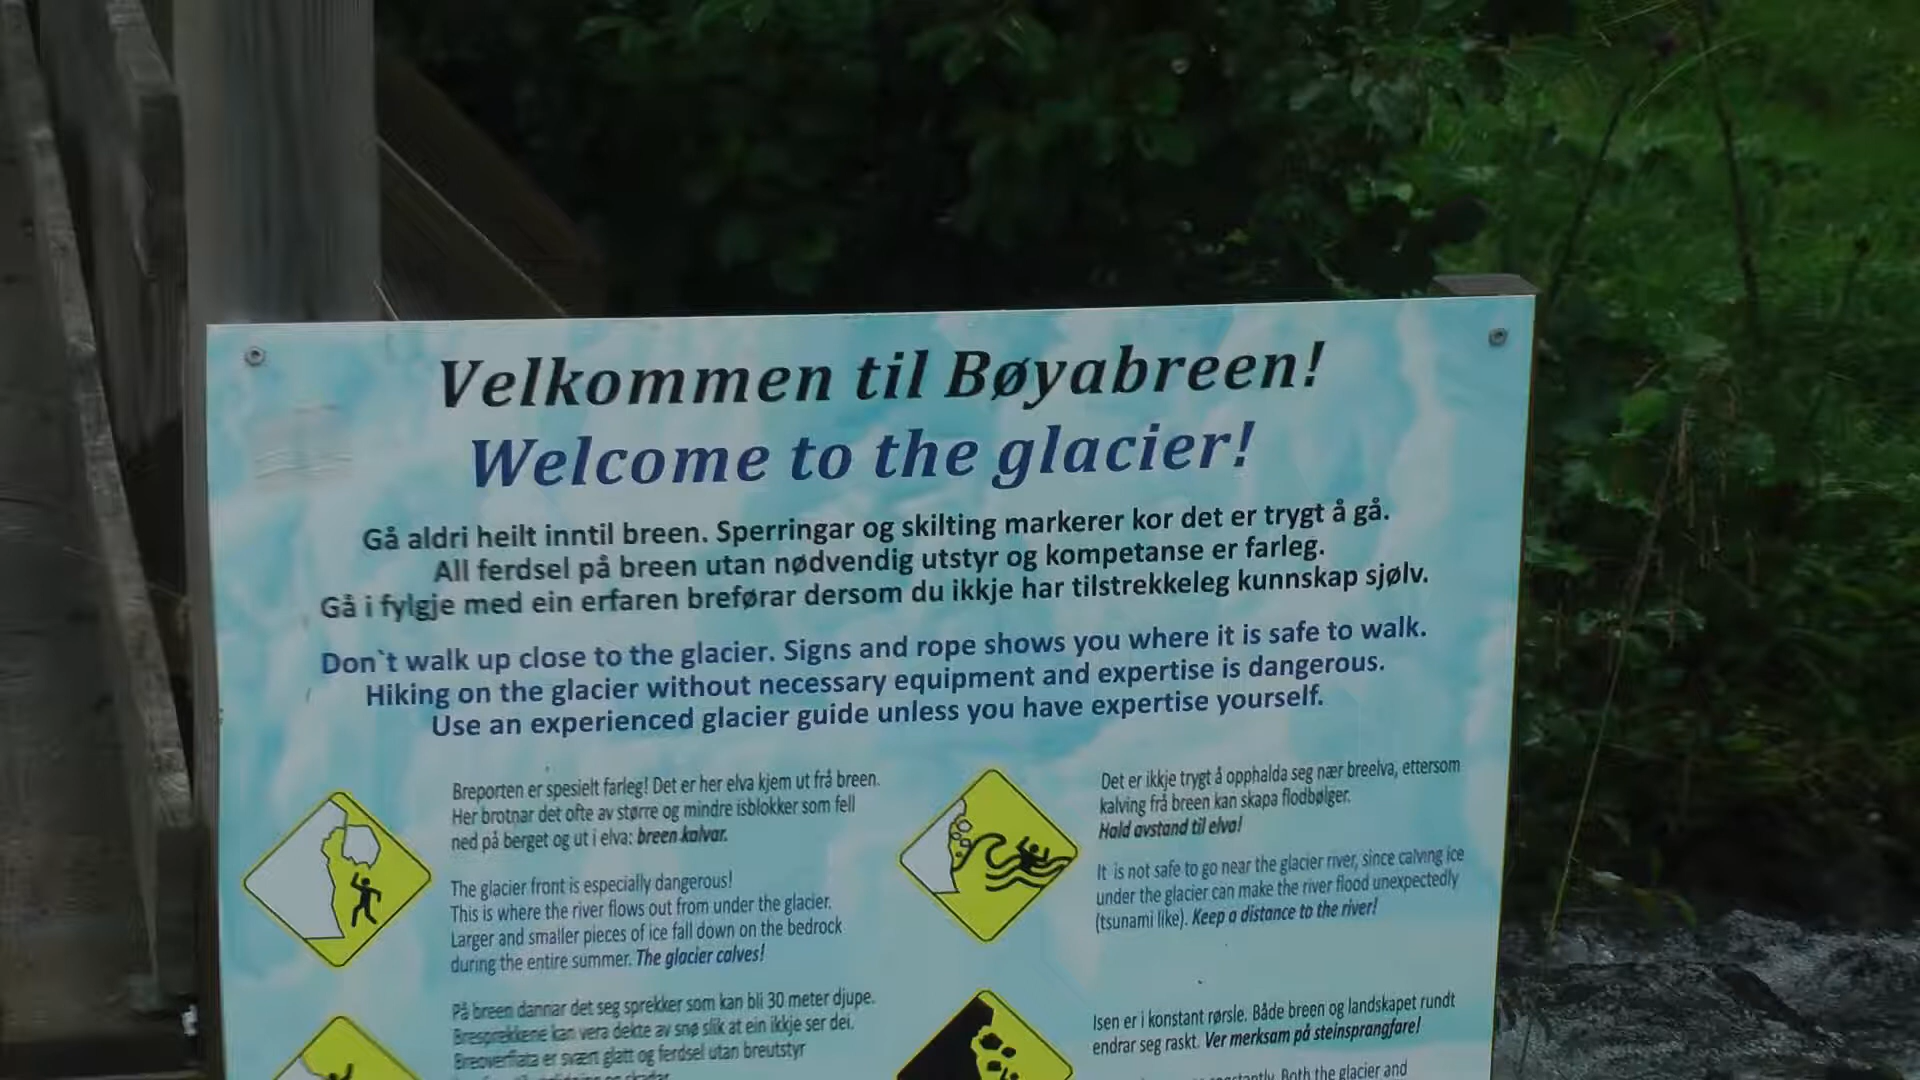 Velkommen til Bøyabreen!
Welcome to the glacier!
Gå aldri heilt inntil breen. Sperringar og skilting markerer kor det er trygt å gå.
All ferdsel på breen utan nødvendig utstyr og kompetanse er farleg.
Gå i fylgje med ein erfaren breførar dersom du ikkje har tilstrekkeleg kunnskap sjølv.
Don`t walk up close to the glacier. Signs and rope shows you where it is safe to walk.
Hiking on the glacier without necessary equipment and expertise is dangerous.
Use an experienced glacier guide unless you have expertise yourself.
Breporten er spesielt farleg! Det er her elva kjem ut frå breen.
Her brotnar det ofte av større og mindre isblokker som fell
ned på berget og ut i elva: breen kalvar.
The glacier front is especially dangerous!
This is where the river flows out from under the glacier.
Larger and smaller pieces of ice fall down on the bedrock
during the entire summer. The glacier calves!
På breen dannar det seg sprekker som kan bli 30 meter djupe.
Bresprekkene kan vera dekte av snø slik at ein ikkje ser dei.
Breoverflata er svært glatt og ferdsel utan breutstyr
Det er ikkje trygt å opphalda seg nær breelva, ettersom
kalving frå breen kan skapa flodbølger.
Hald avstand til elva!
It is not safe to go near the glacier river, since calving ice
under the glacier can make the river flood unexpectedly
(tsunami like). Keep a distance to the river!
Isen er i konstant rørsle. Både breen og landskapet rundt
endrar seg raskt. Ver merksam på steinsprangfare!
Both the glacier and